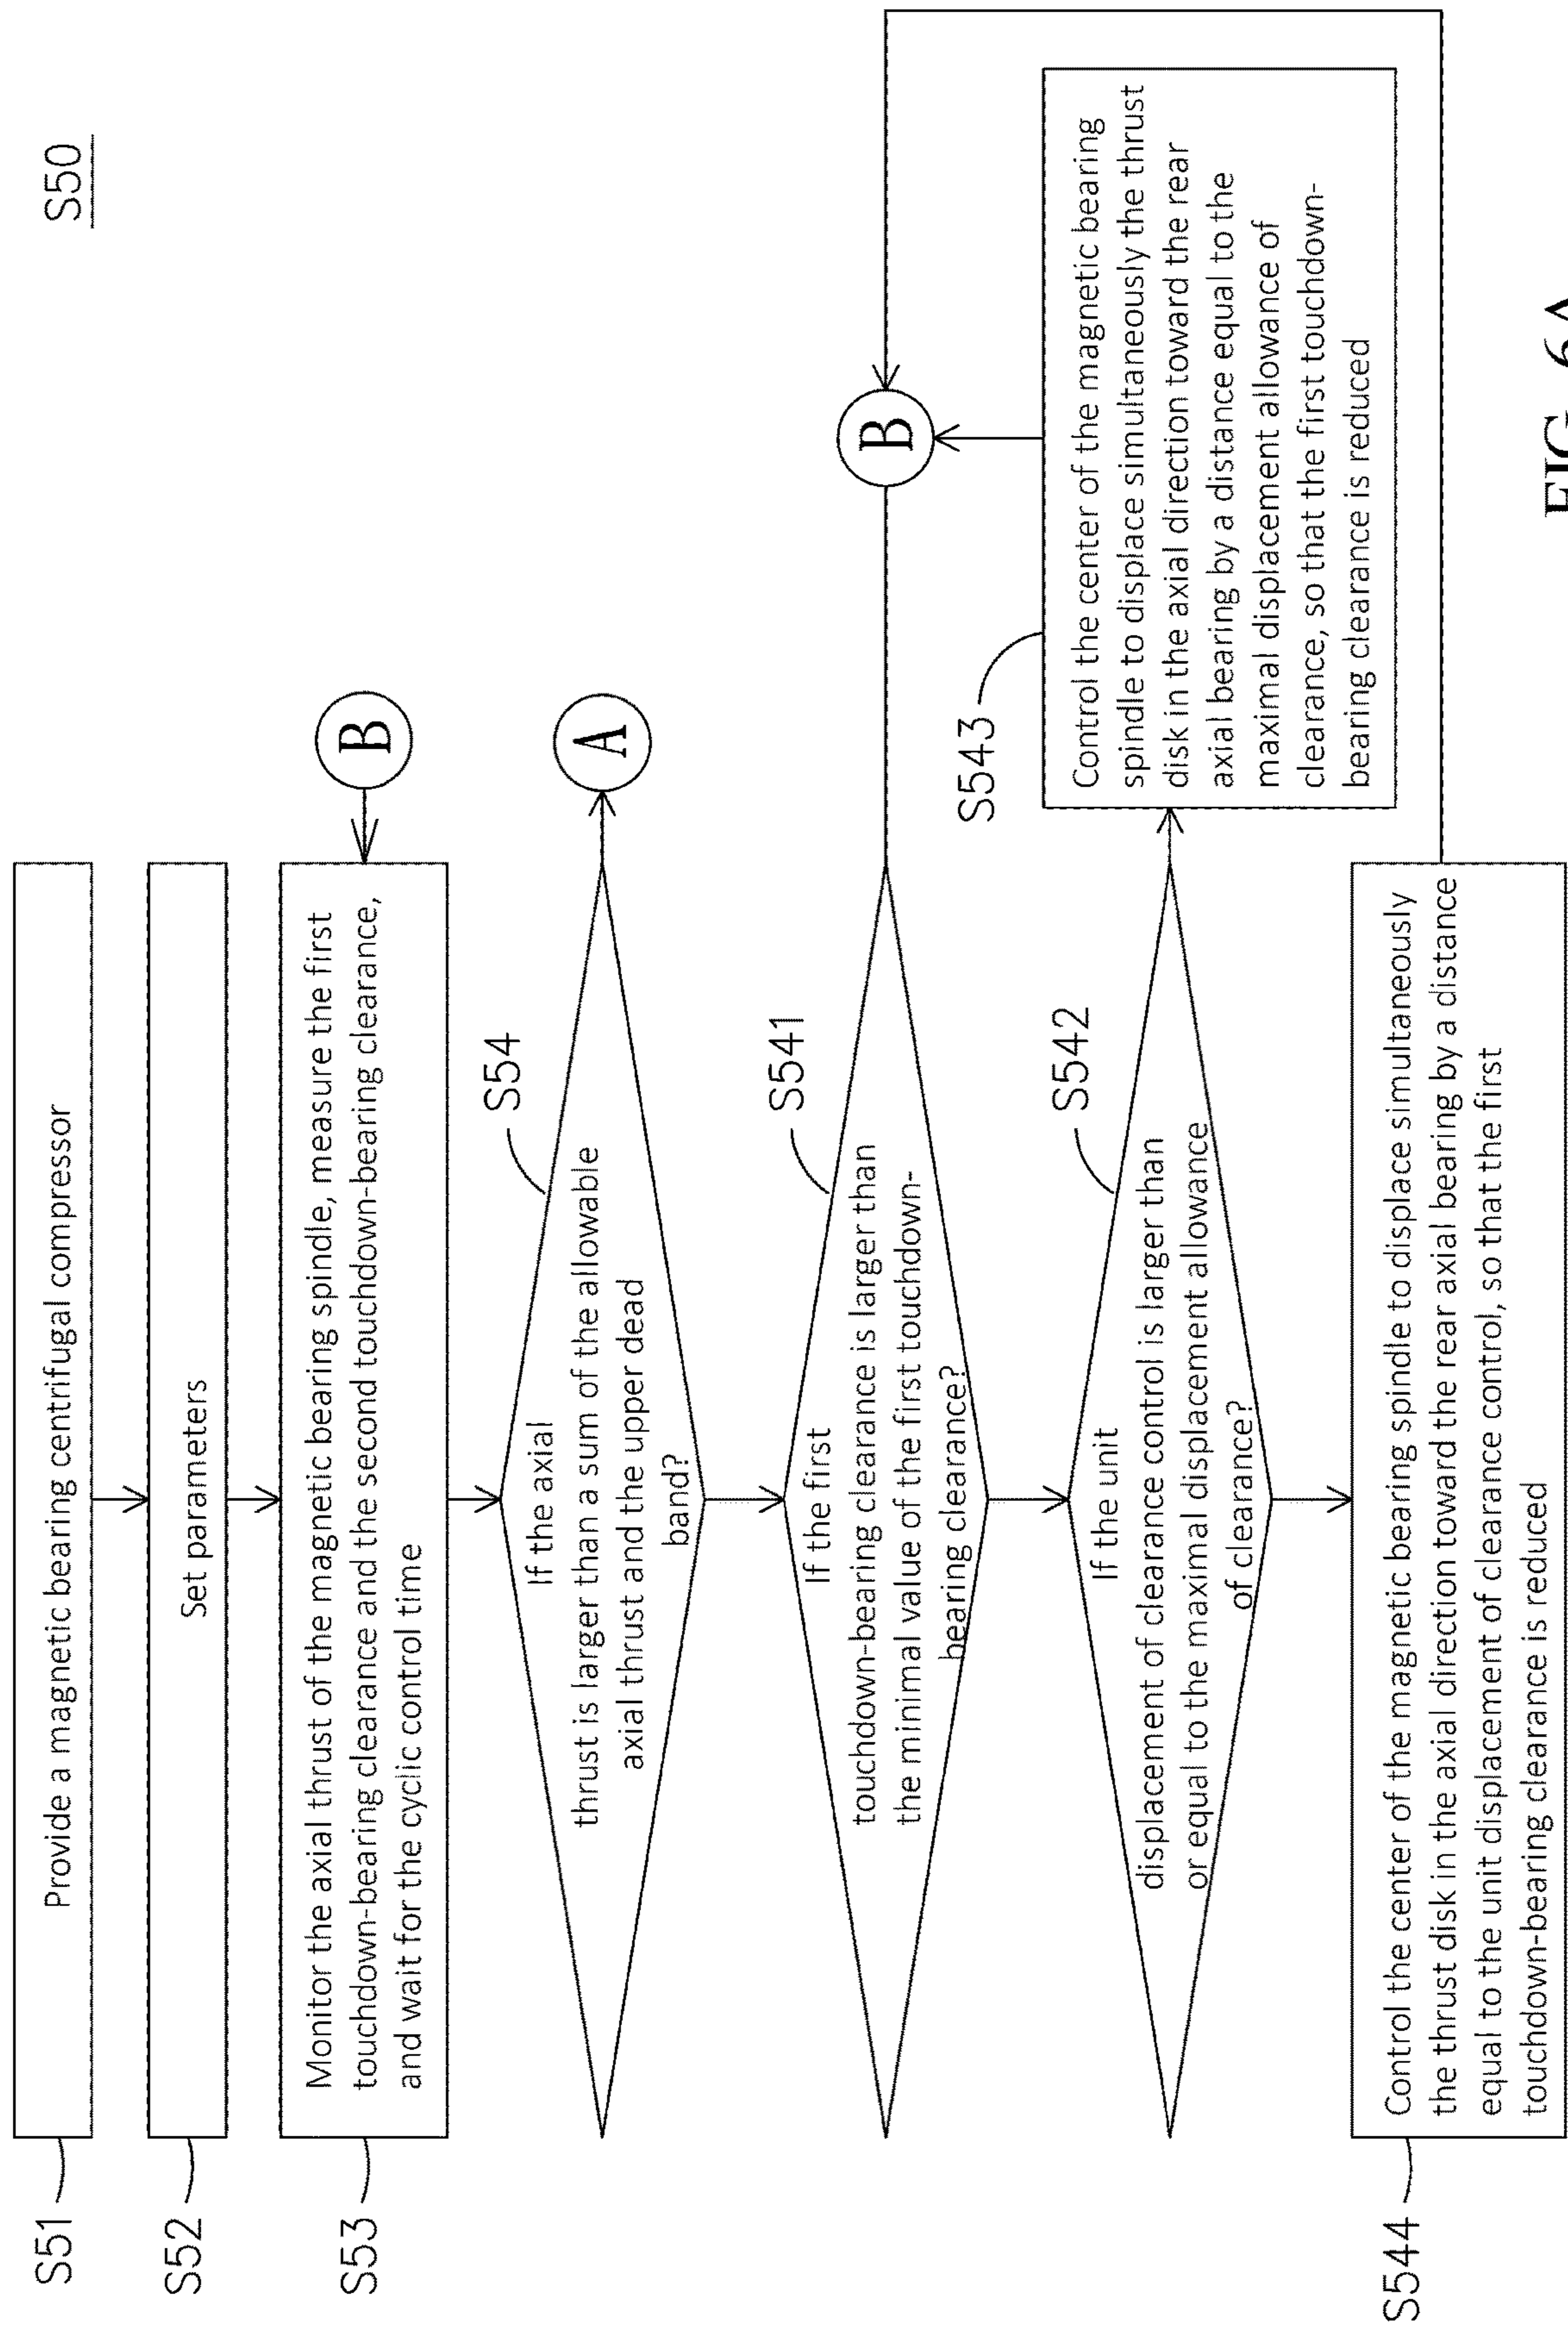 S50
S51
Provide a magnetic bearing centrifugal compressor
S52
Set parameters
S53
Monitor the axial thrust of the magnetic bearing spindle, measure the first
touchdown-bearing clearance and the second touchdown-bearing clearance,
and wait for the cyclic control time
B
S54
If the axial
thrust is larger than a sum of the allowable
axial thrust and the upper dead
band?
A
S541
If the first
touchdown-bearing clearance is larger than
the minimal value of the first touchdown-
bearing clearance?
B
S542
If the unit
displacement of clearance control is larger than
or equal to the maximal displacement allowance
of clearance?
S543
Control the center of the magnetic bearing
spindle to displace simultaneously the thrust
disk in the axial direction toward the rear
axial bearing by a distance equal to the
maximal displacement allowance of
clearance, so that the first touchdown-
bearing clearance is reduced
S544
Control the center of the magnetic bearing spindle to displace simultaneously
the thrust disk in the axial direction toward the rear axial bearing by a distance
equal to the unit displacement of clearance control, so that the first
touchdown-bearing clearance is reduced
FIG. 6A